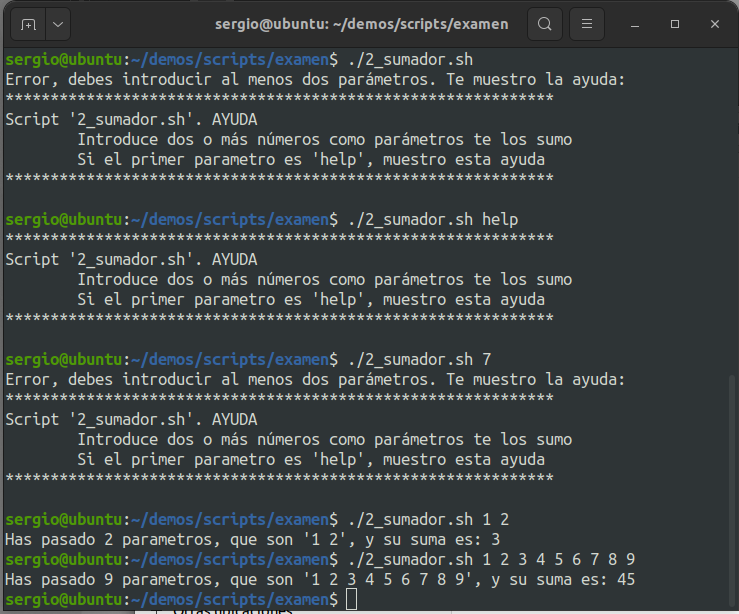 sergio@ubuntu: ~/demos/scripts/examen
sergio@ubuntu:~/demos/scripts/examen$ ./2_sumador.sh
Error, debes introducir al menos dos parámetros. Te muestro la ayuda:
*************************************************************
Script '2_sumador.sh'. AYUDA
        Introduce dos o más números como parámetros te los sumo
        Si el primer parametro es 'help', muestro esta ayuda
*************************************************************
sergio@ubuntu:~/demos/scripts/examen$ ./2_sumador.sh help
*************************************************************
Script '2_sumador.sh'. AYUDA
        Introduce dos o más números como parámetros te los sumo
        Si el primer parametro es 'help', muestro esta ayuda
*************************************************************
sergio@ubuntu:~/demos/scripts/examen$ ./2_sumador.sh 7
Error, debes introducir al menos dos parámetros. Te muestro la ayuda:
*************************************************************
Script '2_sumador.sh'. AYUDA
        Introduce dos o más números como parámetros te los sumo
        Si el primer parametro es 'help', muestro esta ayuda
*************************************************************
sergio@ubuntu:~/demos/scripts/examen$ ./2_sumador.sh 1 2
Has pasado 2 parametros, que son '1 2', y su suma es: 3
sergio@ubuntu:~/demos/scripts/examen$ ./2_sumador.sh 1 2 3 4 5 6 7 8 9
Has pasado 9 parametros, que son '1 2 3 4 5 6 7 8 9', y su suma es: 45
sergio@ubuntu:~/demos/scripts/examen$